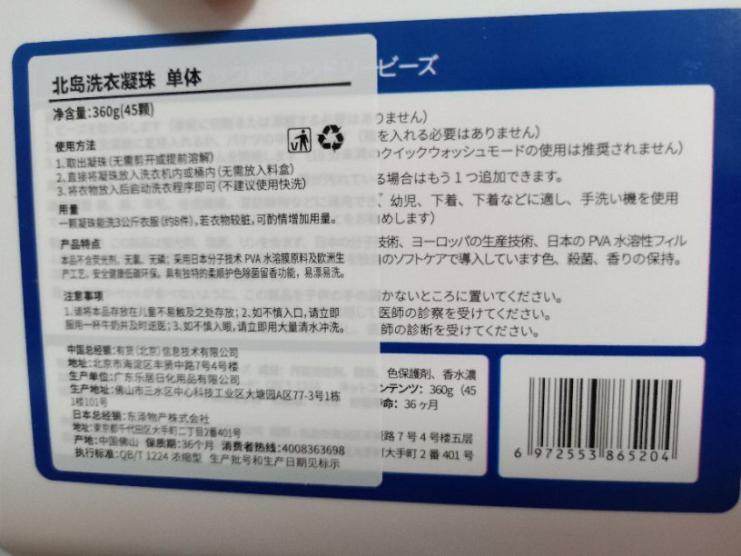 ービーズ
北岛洗衣凝珠 单体
净含量:360g(45颗)
使用方法
1.取出凝珠(无需剪开或提前溶解)
2.直接将凝珠放入洗衣机内或桶内(无需放入料盒)
3.将衣物放入后启动洗衣程序即可(不建议使用快洗)
用量
一颗凝珠能洗3公斤衣服(约8件),若衣物较脏,可酌情增加用量。
产品特点
本品不含荧光剂,无氯,无磷;采用日本分子技术PVA水溶膜原料及欧洲生
产工艺,安全健康低碳环保。具有独特的柔顺护色除菌留香功能,易漂易洗。
注意事项
1.请将本品存放在儿童不易触及之处存放;2.如不慎入口,请立即
服用一杯牛奶并及时送医;3.如不慎入眼,请立即用大量清水冲洗。
中国总经销:有货(北京)信息技术有限公司
地址:北京市海淀区丰贤中路7号4号楼
生产单位:广东乐居日化用品有限公司
生产地址:佛山市三水区中心科技工业区大塘园A区77-3号1栋
1楼101号
日本总经销:东泽物产株式会社
地址:東京都千代田区大手町二丁目2番401号
产地:中国佛山 保质期:36个月 消费者热线:4008363698
执行标准:QB/T 1224 浓缩型 生产批号和生产日期见标示
りません)
を入れる必要はありません)
のクイックウォッシュモードの使用は推奨されません)
る場合はもう1つ追加できます。
、幼児、下着、下着などに適し、手洗い機を使用
めします)
技術、ヨーロッパの生産技術、日本のPVA水溶性フィル
のソフトケアで導入しています色、殺菌、香りの保持。
かないところに置いてください。
医師の診察を受けてください。
師の診断を受けてください。
、色保護剤、香水濃
ンテンツ: 360g (45
命: 36ヶ月
路7号4号楼五層
大手町2番401号
6 972553 865204